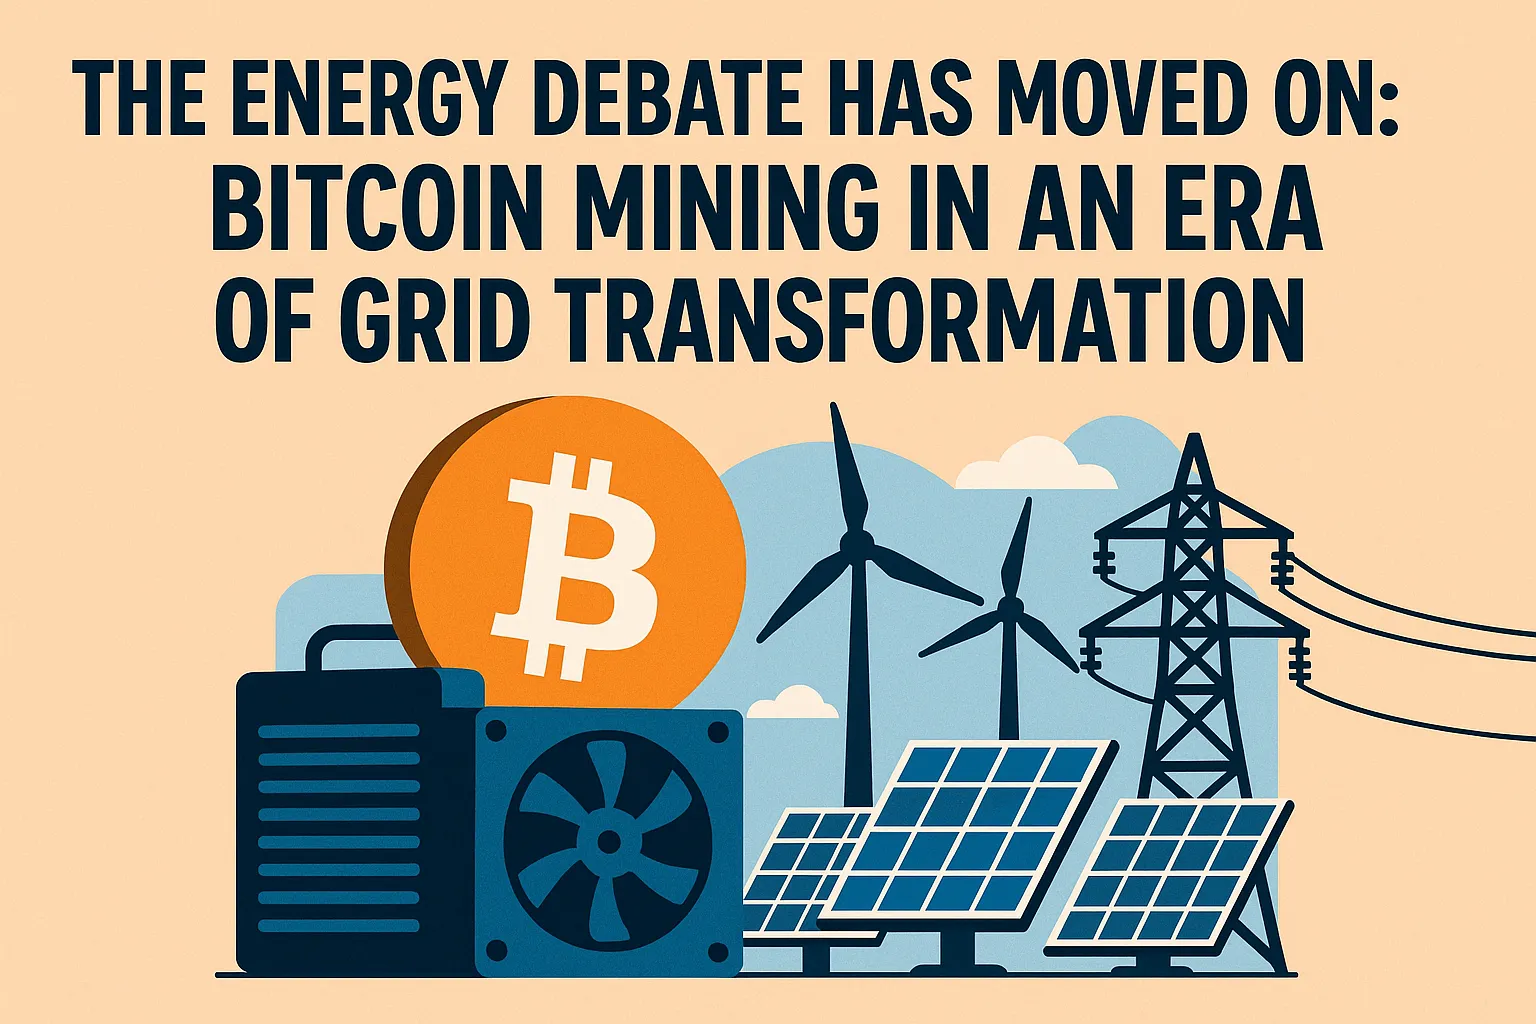 THE ENERGY DEBATE HAS MOVED ON:
BITCOIN MINING IN AN ERA
OF GRID TRANSFORMATION